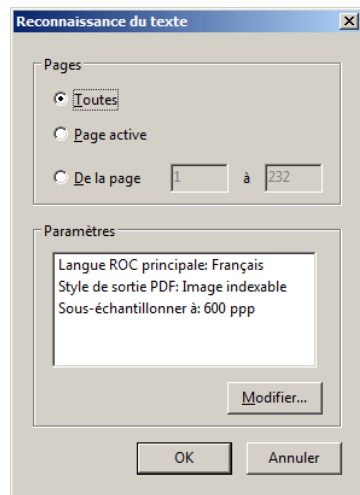 Reconnaissance du texte
Pages
Toutes
Page active
De la page 1 à 232
Paramètres
Langue ROC principale: Français
Style de sortie PDF: Image indexable
Sous-échantillonner à: 600 ppp
Modifier...
OK Annuler